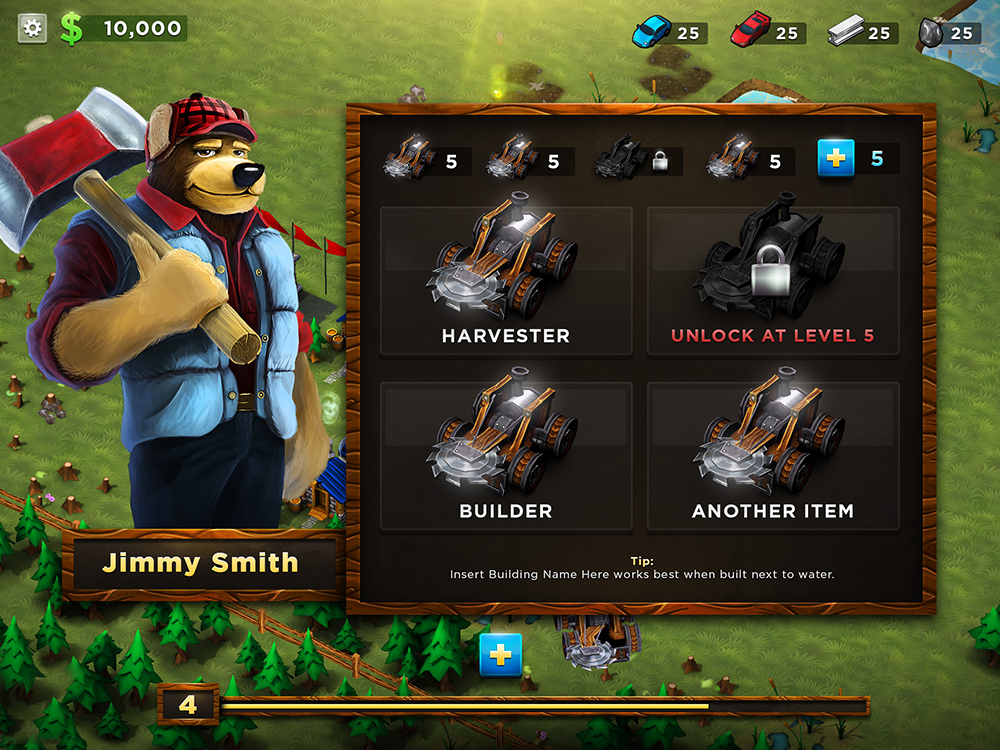 10,000
25
25
25
25
5
5
5
5
HARVESTER
UNLOCK AT LEVEL 5
BUILDER
ANOTHER ITEM
Jimmy Smith
Tip:
Insert Building Name Here works best when built next to water.
4